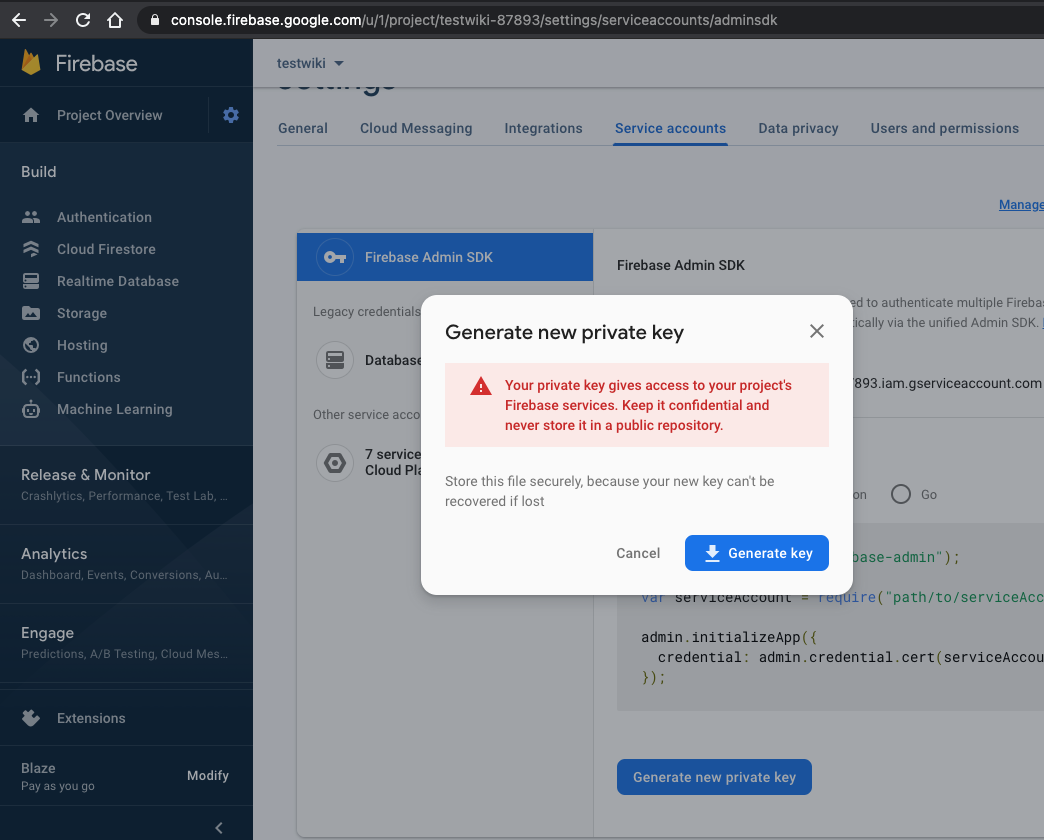 console.firebase.google.com/u/1/project/testwiki-87893/settings/serviceaccounts/adminsdk
Firebase
testwiki
Project Overview
settings
General Cloud Messaging Integrations Service accounts Data privacy Users and permissions
Build
Authentication
Cloud Firestore
Realtime Database
Storage
Hosting
Functions
Machine Learning
Release & Monitor
Crashlytics, Performance, Test Lab, ...
Analytics
Dashboard, Events, Conversions, Au...
Engage
Predictions, A/B Testing, Cloud Mes...
Extensions
Blaze
Pay as you go
Modify
Manage
Firebase Admin SDK
Legacy credentials
Database
Other service acco
7 service
Cloud Pla
Firebase Admin SDK
ed to authenticate multiple Fireba
tically via the unified Admin SDK.
7893.iam.gserviceaccount.com
on Go
base-admin");
var serviceAccount = require("path/to/serviceAcc
admin.initializeApp({
credential: admin.credential.cert(serviceAccou
});
Generate new private key
Generate new private key
Your private key gives access to your project's
Firebase services. Keep it confidential and
never store it in a public repository.
Store this file securely, because your new key can't be
recovered if lost
Cancel Generate key